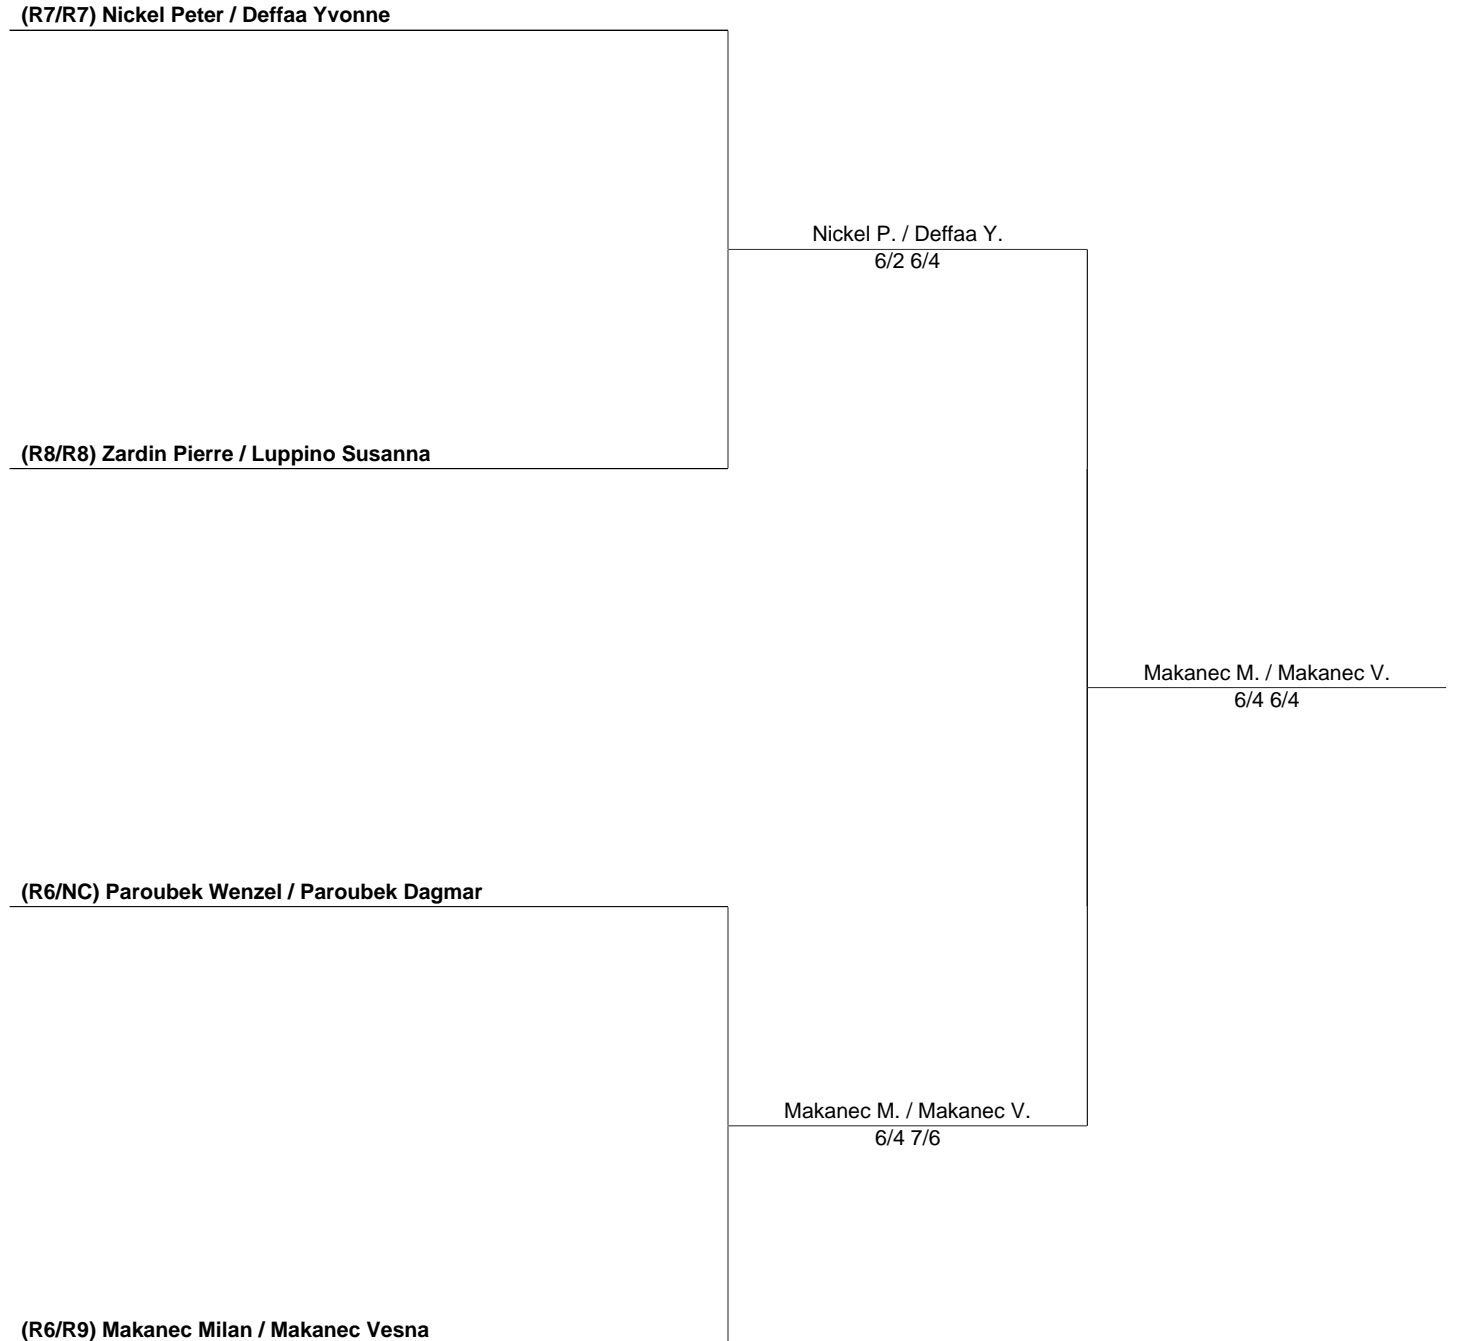 (R7/R7) Nickel Peter / Deffaa Yvonne
Nickel P. / Deffaa Y.
6/2 6/4
(R8/R8) Zardin Pierre / Luppino Susanna
Makanec M. / Makanec V.
6/4 6/4
(R6/NC) Paroubek Wenzel / Paroubek Dagmar
Makanec M. / Makanec V.
6/4 7/6
(R6/R9) Makanec Milan / Makanec Vesna